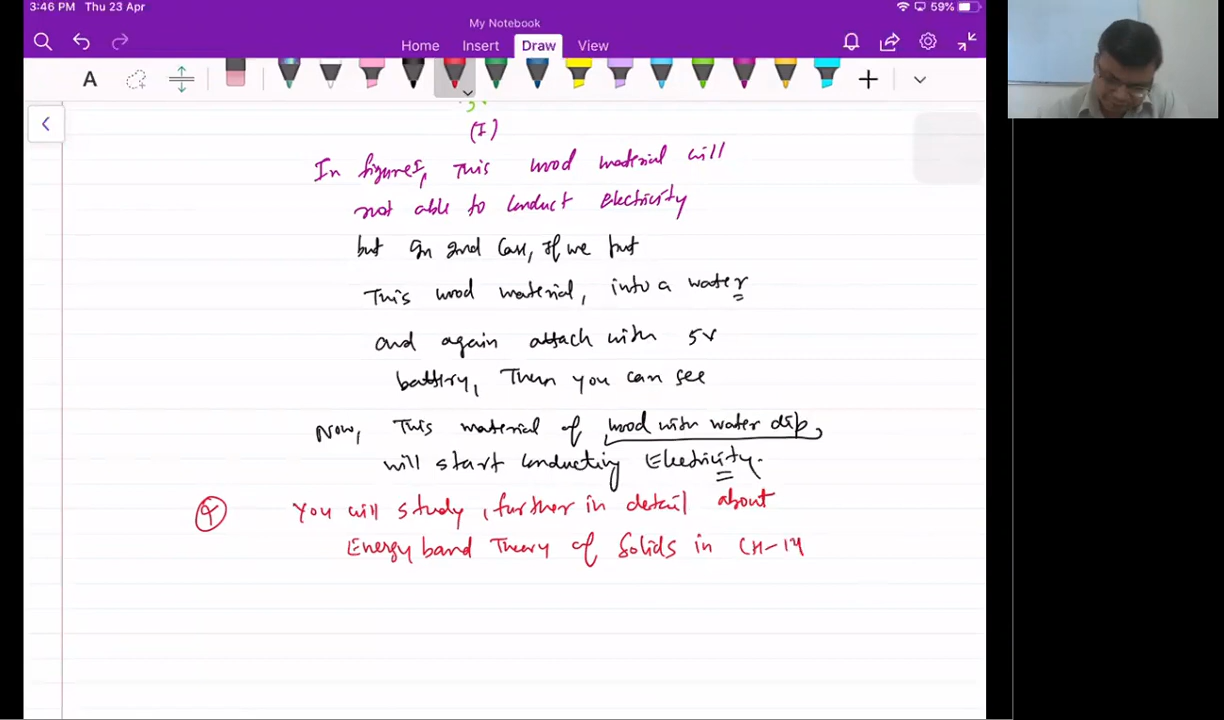 3:46 PM Thu 23 Apr
59%
My Notebook
Home Insert Draw View
A
(I)
In figure I, This wood material will
not able to conduct Electricity
but In 2nd Case, If we put
This wood material, into a water
and again attach with 5V
battery, Then you can see
Now, This material of wood with water dip,
will start conducting Electricity.
You will study, further in detail about
Energy band Theory of Solids in CH-14